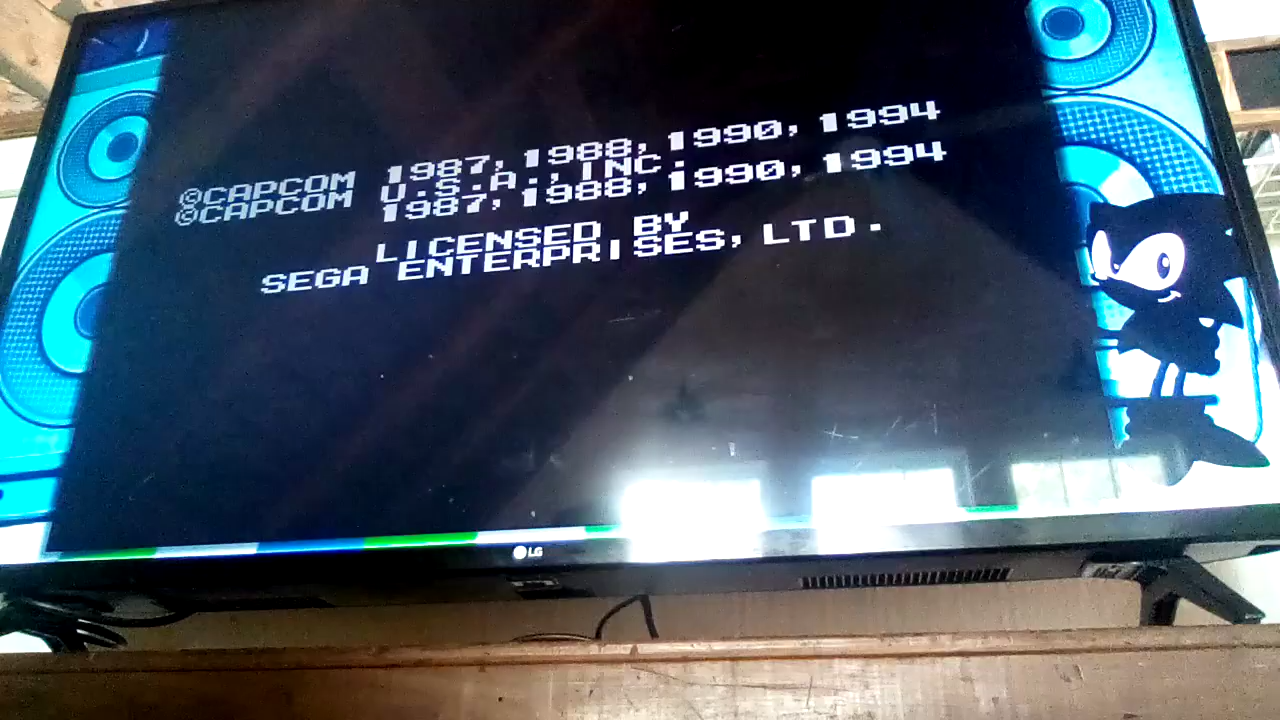 ©CAPCOM 1987, 1988, 1990, 1994
U.S.A., INC.
©CAPCOM 1987, 1988, 1990, 1994
LICENSED BY
SEGA ENTERPRISES, LTD.
LG